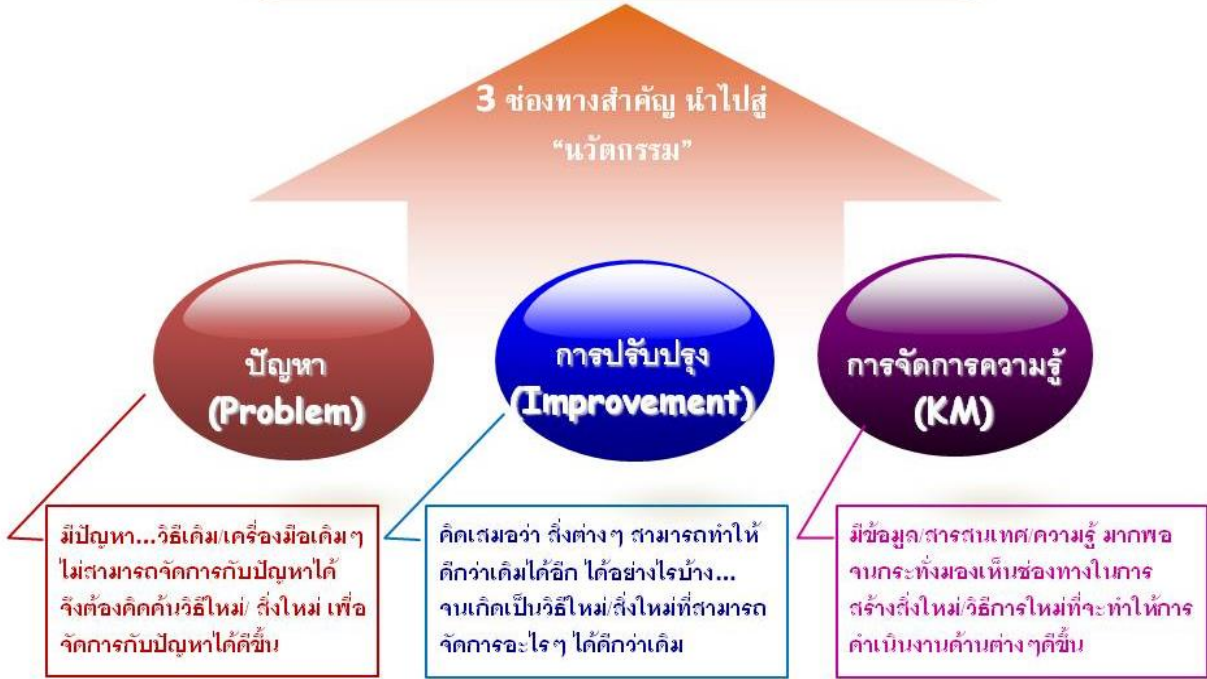 3 ช่องทางสำคัญ นำไปสู่
“นวัตกรรม”
ปัญหา
(Problem)
การปรับปรุง
(Improvement)
การจัดการความรู้
(KM)
มีปัญหา...วิธีเดิม/เครื่องมือเดิมๆ
ไม่สามารถจัดการกับปัญหาได้
จึงต้องคิดค้นวิธีใหม่/ สิ่งใหม่ เพื่อ
จัดการกับปัญหาได้ดีขึ้น
คิดเสมอว่า สิ่งต่างๆ สามารถทำให้
ดีกว่าเดิมได้อีก ได้อย่างไรบ้าง...
จนเกิดเป็นวิธีใหม่/สิ่งใหม่ที่สามารถ
จัดการอะไรๆ ได้ดีกว่าเดิม
มีข้อมูล/สารสนเทศ/ความรู้ มากพอ
จนกระทั่งมองเห็นช่องทางในการ
สร้างสิ่งใหม่/วิธีการใหม่ที่จะทำให้การ
ดำเนินงานด้านต่างๆดีขึ้น